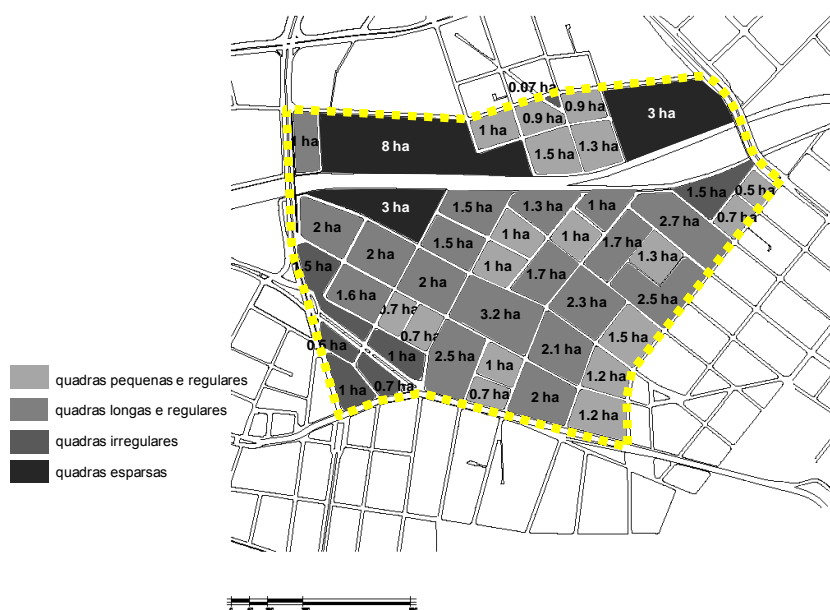 0.07 ha
0.9 ha
3 ha
0.9 ha
1 ha
1 ha
8 ha
1.5 ha
1.3 ha
1.5 ha
0.5 ha
3 ha
1.5 ha
1.3 ha
1 ha
2.7 ha
0.7 ha
2 ha
1.5 ha
1 ha
1 ha
1.7 ha
1.3 ha
2 ha
1 ha
1.7 ha
.5 ha
2 ha
2.3 ha
2.5 ha
1.6 ha
0.7 ha
3.2 ha
0.7 ha
1.5 ha
2.1 ha
1 ha
2.5 ha
1 ha
1.2 ha
1 ha
0.7 ha
0.7 ha
2 ha
1.2 ha
quadras pequenas e regulares
quadras longas e regulares
quadras irregulares
quadras esparsas